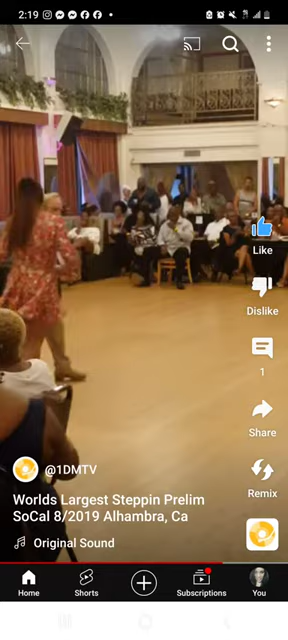 2:19
Like
Dislike
1
Share
@1DMTV
Remix
Worlds Largest Steppin Prelim
SoCal 8/2019 Alhambra, Ca
Original Sound
Home
Shorts
Subscriptions
You